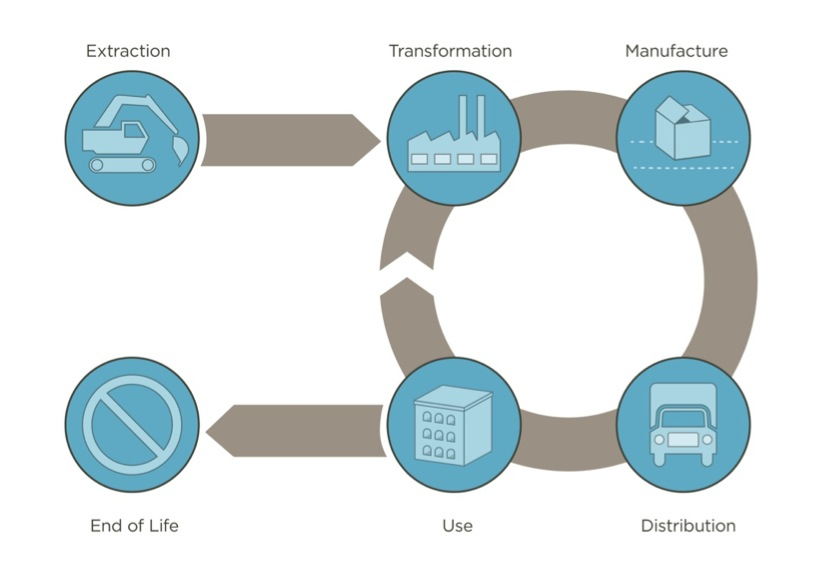 Extraction
Transformation
Manufacture
End of Life
Use
Distribution